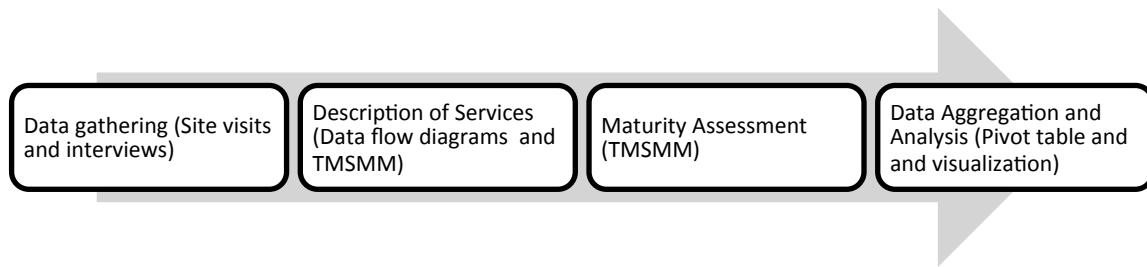 Data gathering (Site visits
and interviews)
Description of Services
(Data flow diagrams and
TMSMM)
Maturity Assessment
(TMSMM)
Data Aggregation and
Analysis (Pivot table and
and visualization)